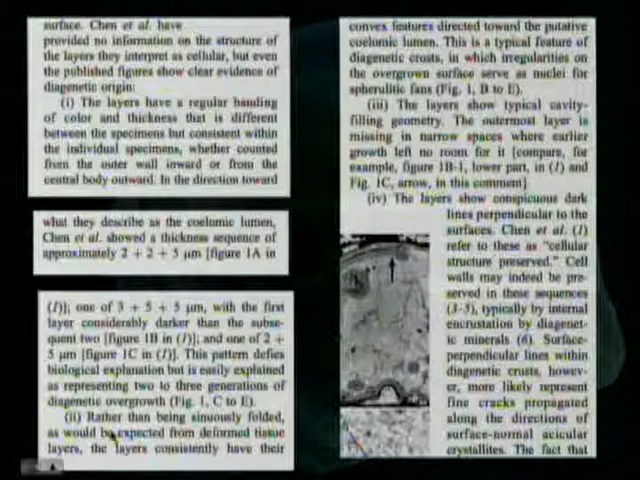 surface. Chen et al. have
provided no information on the structure of
the layers they interpret as cellular, but even
the published figures show clear evidence of
diagenetic origin:
(i) The layers have a regular banding
of color and thickness that is different
between the specimens but consistent within
the individual specimens, whether counted
from the outer wall inward or from the
central body outward. In the direction toward
what they describe as the coelomic lumen,
Chen et al. showed a thickness sequence of
approximately 2 + 2 + 5 μm [figure 1A in
(1)]; one of 3 + 5 + 5 μm, with the first
layer considerably darker than the subse-
quent two [figure 1B in (1)]; and one of 2 +
5 μm [figure 1C in (1)]. This pattern defies
biological explanation but is easily explained
as representing two to three generations of
diagenetic overgrowth (Fig. 1, C to E).
(ii) Rather than being sinuously folded,
as would be expected from deformed tissue
layers, the layers consistently have their
convex features directed toward the putative
coelomic lumen. This is a typical feature of
diagenetic crusts, in which irregularities on
the overgrown surface serve as nuclei for
spherulitic fans (Fig. 1, B to E).
(iii) The layers show typical cavity-
filling geometry. The outermost layer is
missing in narrow spaces where earlier
growth left no room for it [compare, for
example, figure 1B-1, lower part, in (1) and
Fig. 1C, arrow, in this comment]
(iv) The layers show conspicuous dark
lines perpendicular to the
surfaces. Chen et al. (1)
refer to these as "cellular
structure preserved." Cell
walls may indeed be pre-
served in these sequences
(3–5), typically by internal
encrustation by diagenet-
ic minerals (6). Surface-
perpendicular lines within
diagenetic crusts, howev-
er, more likely represent
fine cracks propagated
along the directions of
surface-normal acicular
crystallites. The fact that